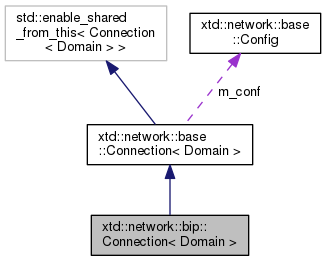 std::enable_shared
_from_this< Connection
< Domain > >
xtd::network::base
::Config
m_conf
xtd::network::base
::Connection< Domain >
xtd::network::bip::
Connection< Domain >